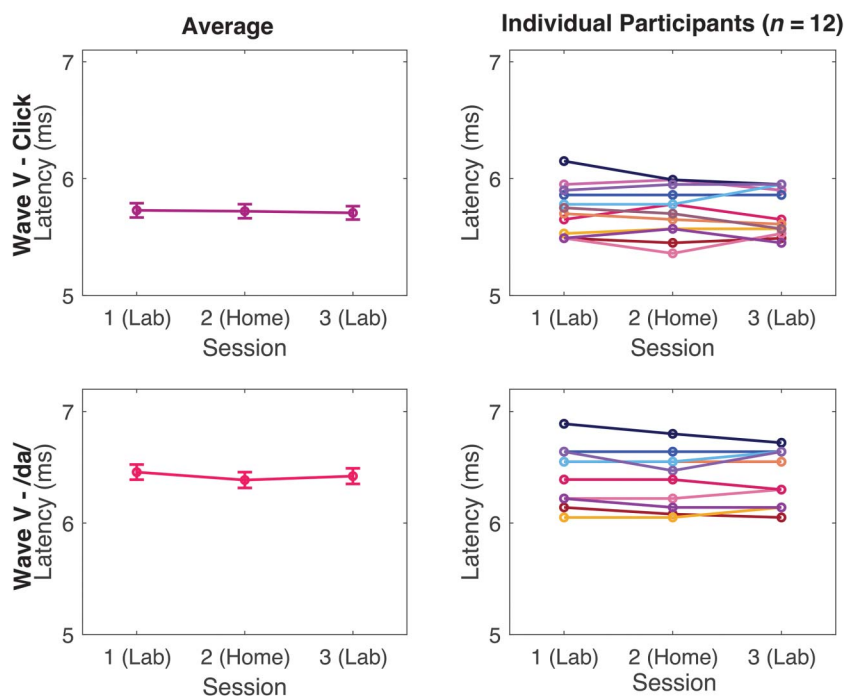 Average
Wave V - Click
Latency (ms)
7
6
5
1 (Lab) 2 (Home) 3 (Lab)
Session
Individual Participants (n = 12)
Latency (ms)
7
6
5
1 (Lab) 2 (Home) 3 (Lab)
Session
Wave V - /da/
Latency (ms)
7
6
5
1 (Lab) 2 (Home) 3 (Lab)
Session
Latency (ms)
7
6
5
1 (Lab) 2 (Home) 3 (Lab)
Session